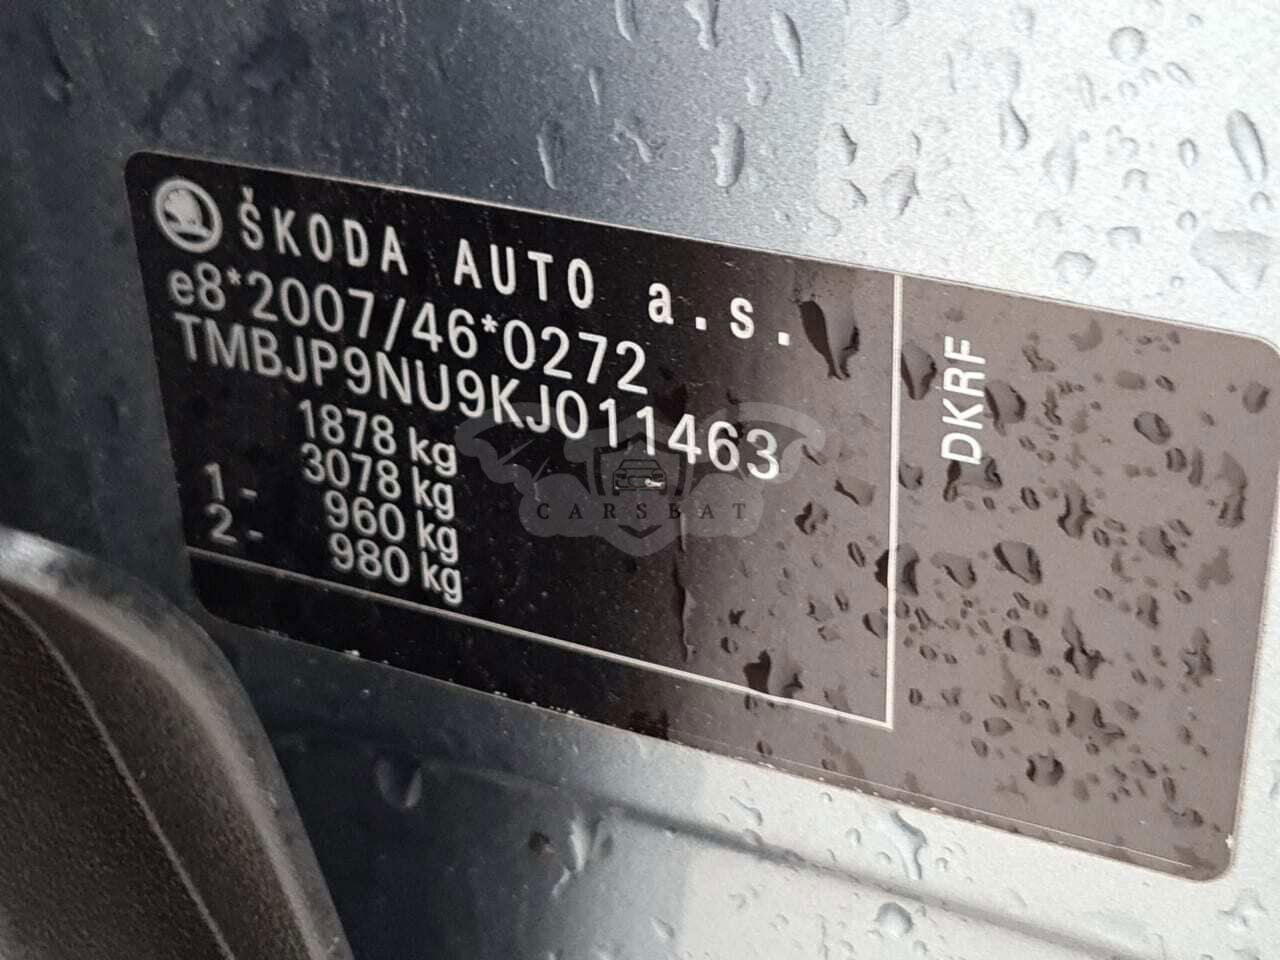 ŠKODA AUTO a.s.
e8*2007/46*0272
TMBJP9NU9KJ011463
1878 kg
3078 kg
1- 960 kg
2- 980 kg
DKRF
CARSBAT